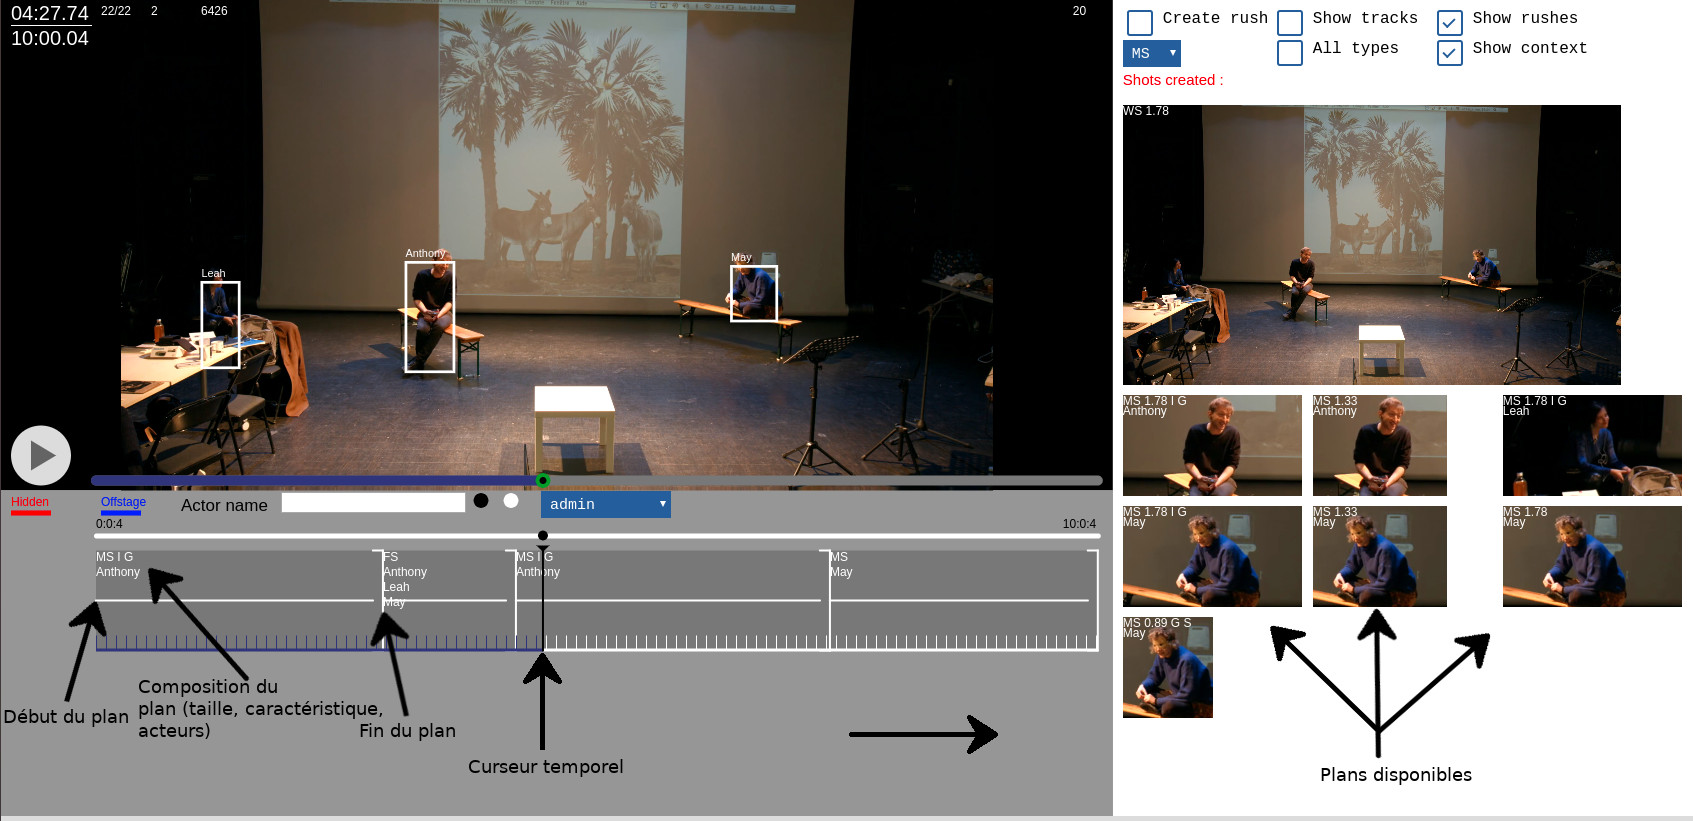 04:27.74 22/22 2 6426 20
10:00.04
Leah
Anthony
May
Hidden
Offstage
Actor name
admin
0:0:4
10:0:4
MS I G
Anthony
FS
Anthony
Leah
May
MS I G
Anthony
MS
May
Début du plan
Composition du
plan (taille, caractéristique,
acteurs)
Fin du plan
Curseur temporel
Create rush
Show tracks
Show rushes
MS
All types
Show context
Shots created :
WS 1.78
MS 1.78 I G
Anthony
MS 1.33
Anthony
MS 1.78 I G
Leah
MS 1.78 I G
May
MS 1.33
May
MS 1.78
May
MS 0.89 G S
May
Plans disponibles